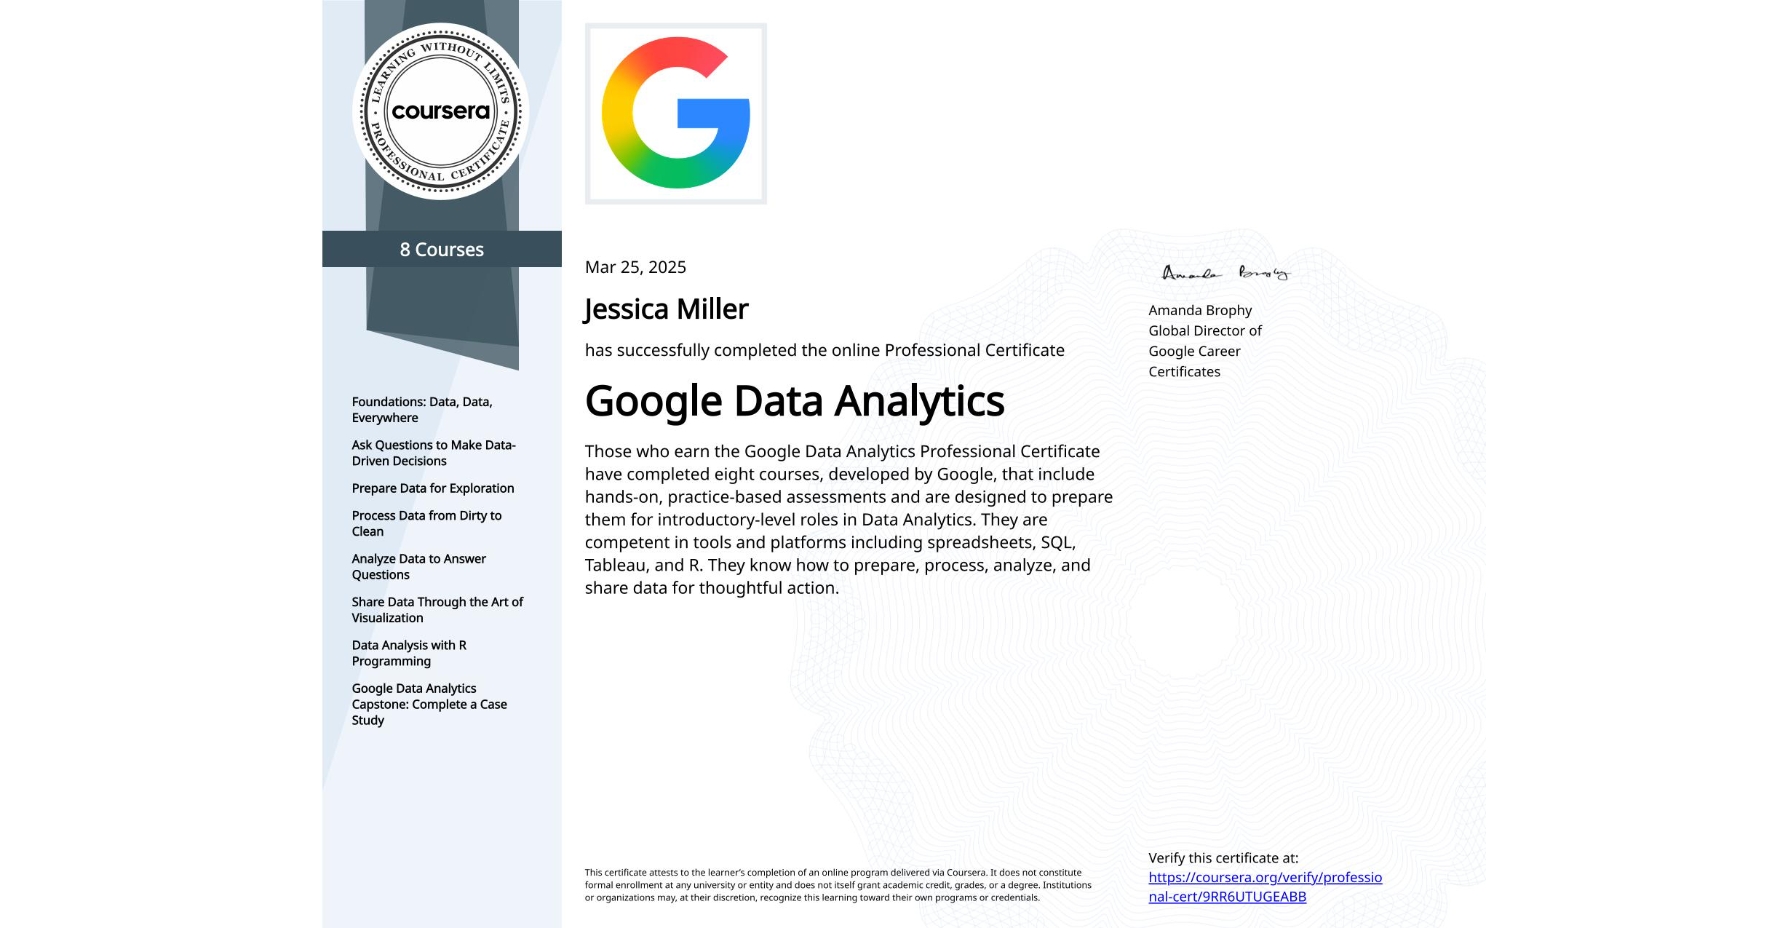 LEARNING WITHOUT LIMITS
coursera
PROFESSIONAL CERTIFICATE
8 Courses
Foundations: Data, Data,
Everywhere
Ask Questions to Make Data-
Driven Decisions
Prepare Data for Exploration
Process Data from Dirty to
Clean
Analyze Data to Answer
Questions
Share Data Through the Art of
Visualization
Data Analysis with R
Programming
Google Data Analytics
Capstone: Complete a Case
Study
G
Mar 25, 2025
Jessica Miller
has successfully completed the online Professional Certificate
Google Data Analytics
Those who earn the Google Data Analytics Professional Certificate
have completed eight courses, developed by Google, that include
hands-on, practice-based assessments and are designed to prepare
them for introductory-level roles in Data Analytics. They are
competent in tools and platforms including spreadsheets, SQL,
Tableau, and R. They know how to prepare, process, analyze, and
share data for thoughtful action.
Amanda Brophy
Amanda Brophy
Global Director of
Google Career
Certificates
This certificate attests to the learner's completion of an online program delivered via Coursera. It does not constitute
formal enrollment at any university or entity and does not itself grant academic credit, grades, or a degree. Institutions
or organizations may, at their discretion, recognize this learning toward their own programs or credentials.
Verify this certificate at:
https://coursera.org/verify/professio
nal-cert/9RR6UTUGEABB